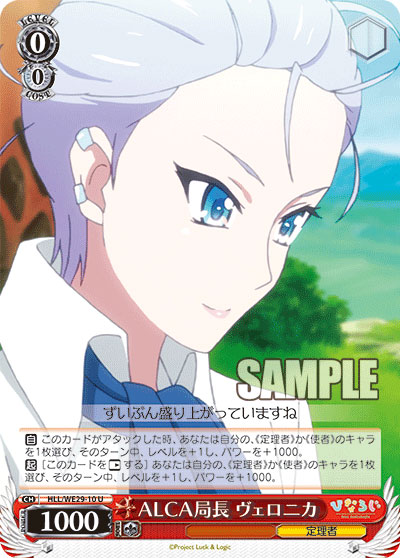 LEVEL
0
0
COST
SAMPLE
ずいぶん盛り上がっていますね
自 このカードがアタックした時、あなたは自分の、《定理者》か《使者》のキャラ
を1枚選び、そのターン中、レベルを+1し、パワーを+1000。
起 [このカードを する] あなたは自分の、《定理者》か《使者》のキャラを1枚
選び、そのターン中、レベルを+1し、パワーを+1000。
CH HLL/WE29-10 U
1000
ALCA局長 ヴェロニカ
ひなろじ
定理者
©Project Luck & Logic